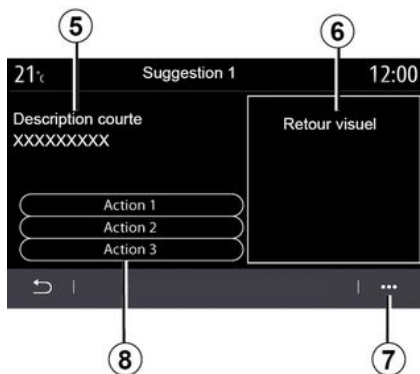 5
6
21°c
Suggestion 1
12:00
Description courte
XXXXXXXXX
Retour visuel
Action 1
Action 2
Action 3
8
7